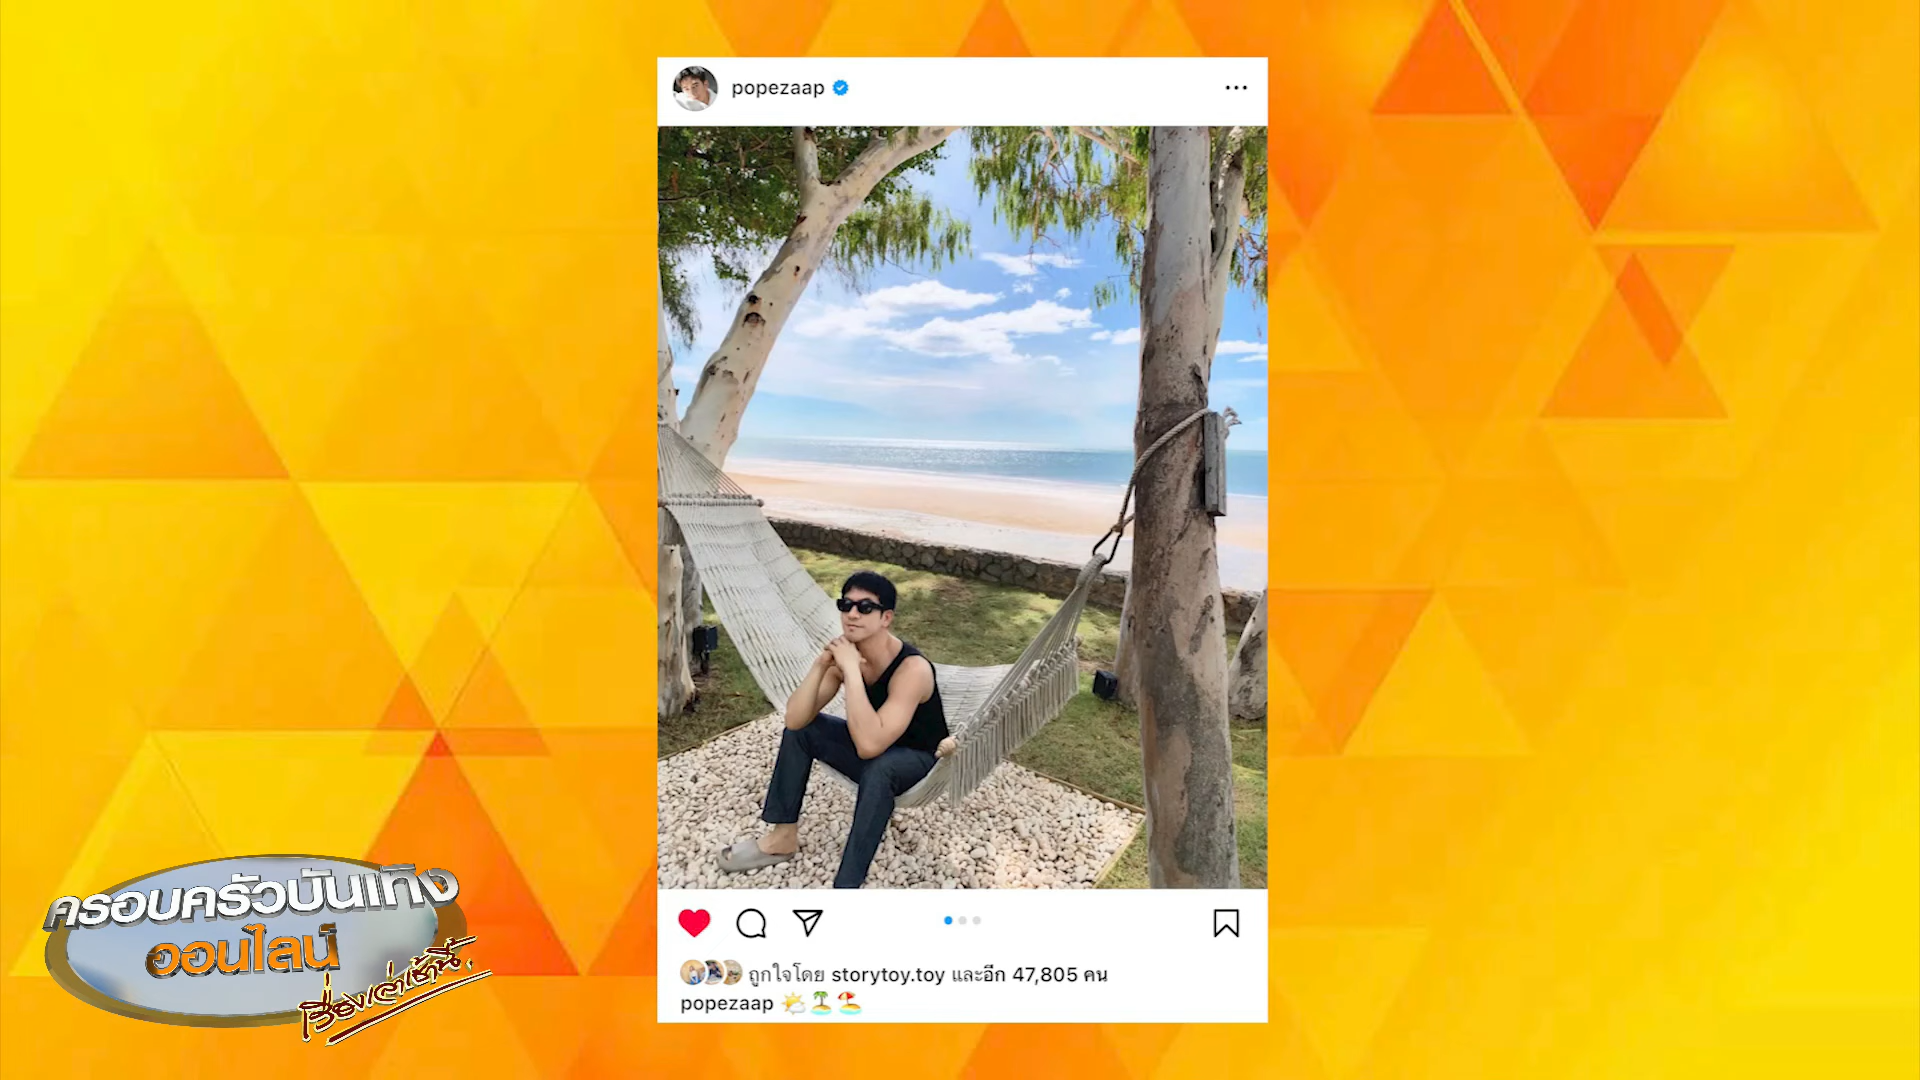 popezaap
ถูกใจโดย storytoy.toy และอีก 47,805 คน
popezaap
ครอบครัวบันเทิง
ออนไลน์
เรื่องเล่าเช้านี้